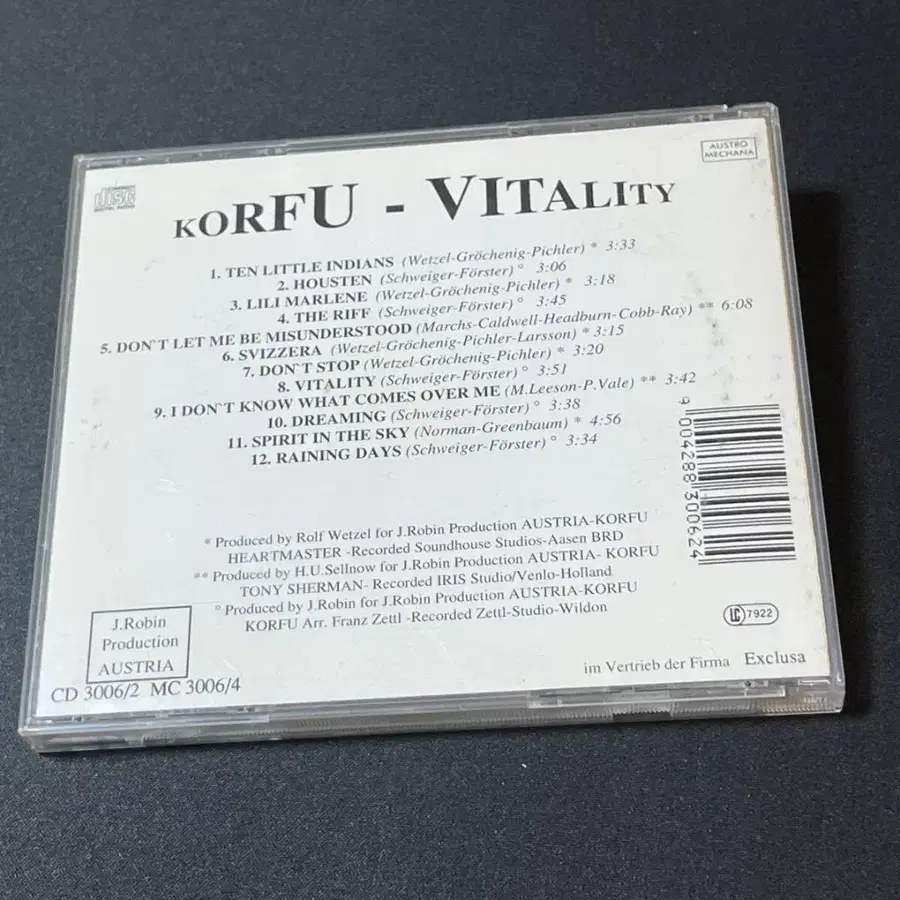 COMPACT
disc
DIGITAL AUDIO
AUSTRO
MECHANA
KORFU - VITALITY
1. TEN LITTLE INDIANS (Wetzel-Gröchenig-Pichler) * 3:33
2. HOUSTEN (Schweiger-Förster) ° 3:06
3. LILI MARLENE (Wetzel-Gröchenig-Pichler) * 3:18
4. THE RIFF (Schweiger-Förster) ° 3:45
5. DON`T LET ME BE MISUNDERSTOOD (Marchs-Caldwell-Headburn-Cobb-Ray) ** 6:08
6. SVIZZERA (Wetzel-Gröchenig-Pichler-Larsson) * 3:15
7. DON`T STOP (Wetzel-Gröchenig-Pichler) * 3:20
8. VITALITY (Schweiger-Förster) ° 3:51
9. I DON`T KNOW WHAT COMES OVER ME (M.Leeson-P.Vale) ** 3:42
10. DREAMING (Schweiger-Förster) ° 3:38
11. SPIRIT IN THE SKY (Norman-Greenbaum) * 4:56
12. RAINING DAYS (Schweiger-Förster) ° 3:34
9 004288 300624
* Produced by Rolf Wetzel for J.Robin Production AUSTRIA-KORFU
HEARTMASTER -Recorded Soundhouse Studios-Aasen BRD
** Produced by H.U.Sellnow for J.Robin Production AUSTRIA- KORFU
TONY SHERMAN- Recorded IRIS Studio/Venlo-Holland
° Produced by J.Robin for J.Robin Production AUSTRIA-KORFU
KORFU Arr. Franz Zettl -Recorded Zettl-Studio-Wildon
LC 7922
J.Robin
Production
AUSTRIA
im Vertrieb der Firma Exclusa
CD 3006/2 MC 3006/4